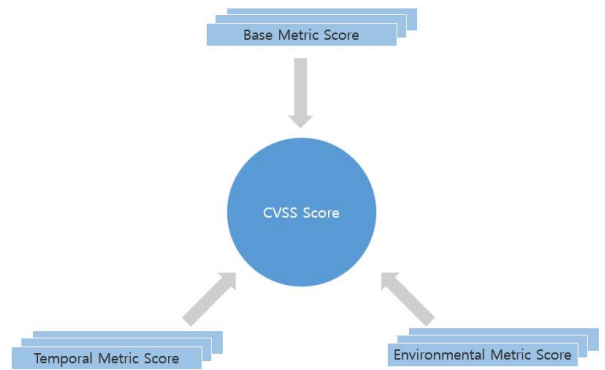 Base Metric Score
CVSS Score
Temporal Metric Score
Environmental Metric Score